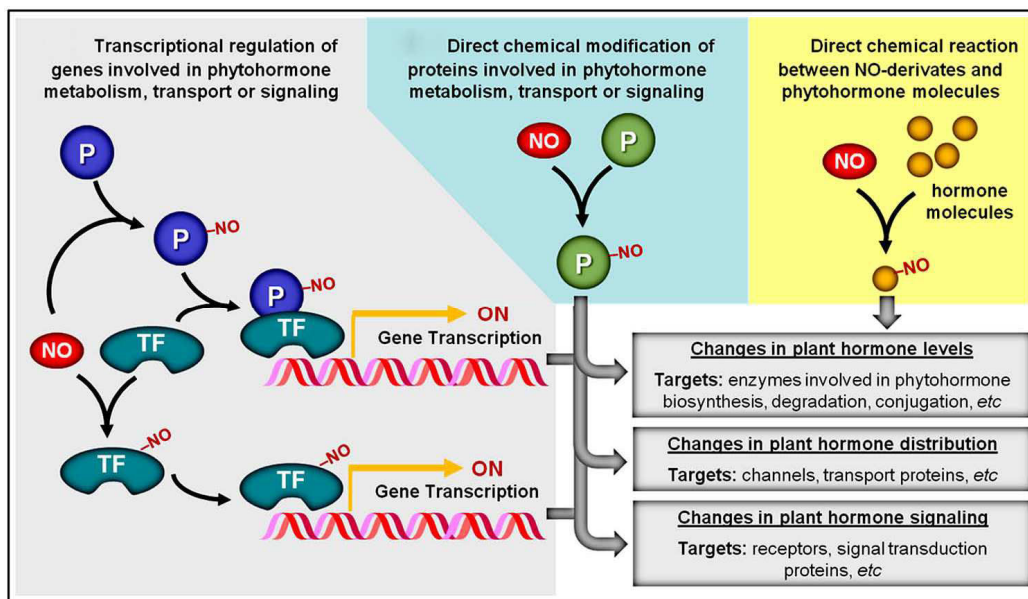 Transcriptional regulation of
genes involved in phytohormone
metabolism, transport or signaling
Direct chemical modification of
proteins involved in phytohormone
metabolism, transport or signaling
Direct chemical reaction
between NO-derivates and
phytohormone molecules
P
P
–NO
P
–NO
NO
TF
TF
ON
Gene Transcription
TF
–NO
TF
–NO
ON
Gene Transcription
NO
P
P
–NO
NO
hormone
molecules
–NO
Changes in plant hormone levels
Targets: enzymes involved in phytohormone
biosynthesis, degradation, conjugation, etc
Changes in plant hormone distribution
Targets: channels, transport proteins, etc
Changes in plant hormone signaling
Targets: receptors, signal transduction
proteins, etc